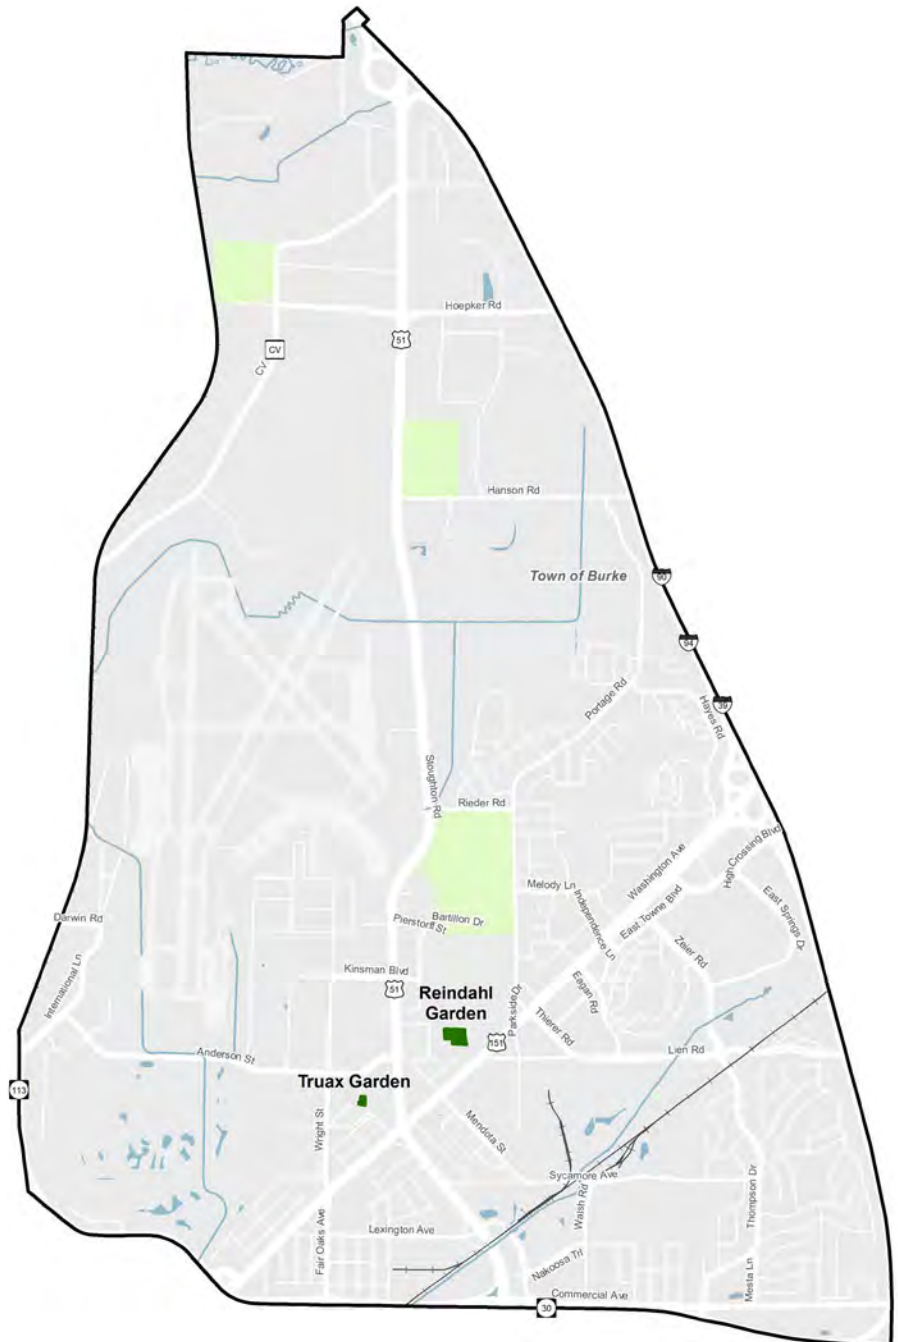 Hoepker Rd
51
CV
CV
Hanson Rd
Town of Burke
90
94
39
Hayes Rd
Portage Rd
Stoughton Rd
Rieder Rd
High Crossing Blvd
Washington Ave
East Towne Blvd
East Springs Dr
Melody Ln
Independence Ln
Bartillon Dr
Pierstorff St
Darwin Rd
International Ln
Zeier Rd
Kinsman Blvd
Eagan Rd
51
Reindahl
Garden
Parkside Dr
Thierer Rd
151
Lien Rd
Anderson St
Truax Garden
113
Wright St
Mendota St
Sycamore Ave
Thompson Dr
Walsh Rd
Fair Oaks Ave
Lexington Ave
Nakoosa Trl
Mesta Ln
Commercial Ave
30